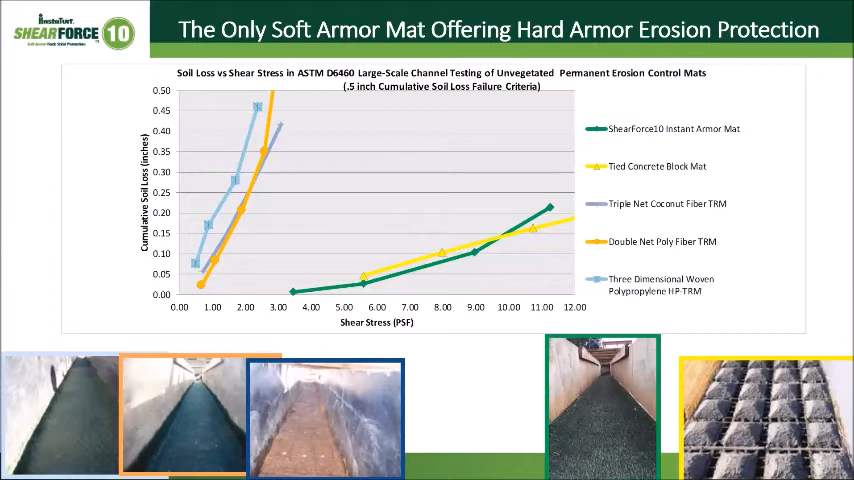 InstaTurf
SHEARFORCE 10
Soft Armor Mat. Solid Protection.
The Only Soft Armor Mat Offering Hard Armor Erosion Protection
Soil Loss vs Shear Stress in ASTM D6460 Large-Scale Channel Testing of Unvegetated Permanent Erosion Control Mats
(.5 inch Cumulative Soil Loss Failure Criteria)
Cumulative Soil Loss (inches)
0.50
0.45
0.40
0.35
0.30
0.25
0.20
0.15
0.10
0.05
0.00
0.00 1.00 2.00 3.00 4.00 5.00 6.00 7.00 8.00 9.00 10.00 11.00 12.00
Shear Stress (PSF)
ShearForce10 Instant Armor Mat
Tied Concrete Block Mat
Triple Net Coconut Fiber TRM
Double Net Poly Fiber TRM
Three Dimensional Woven
Polypropylene HP-TRM